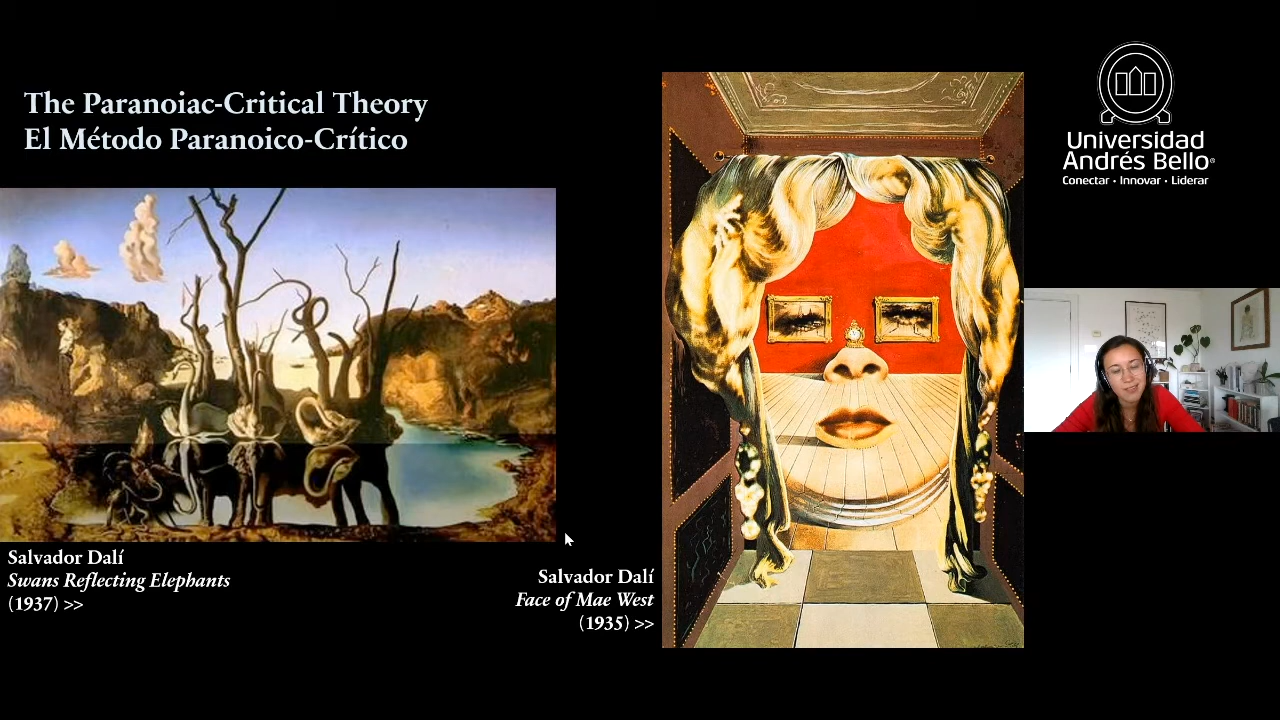 The Paranoiac-Critical Theory
El Método Paranoico-Crítico
Salvador Dalí
Swans Reflecting Elephants
(1937) >>
Salvador Dalí
Face of Mae West
(1935) >>
Universidad
Andrés Bello®
Conectar · Innovar · Liderar